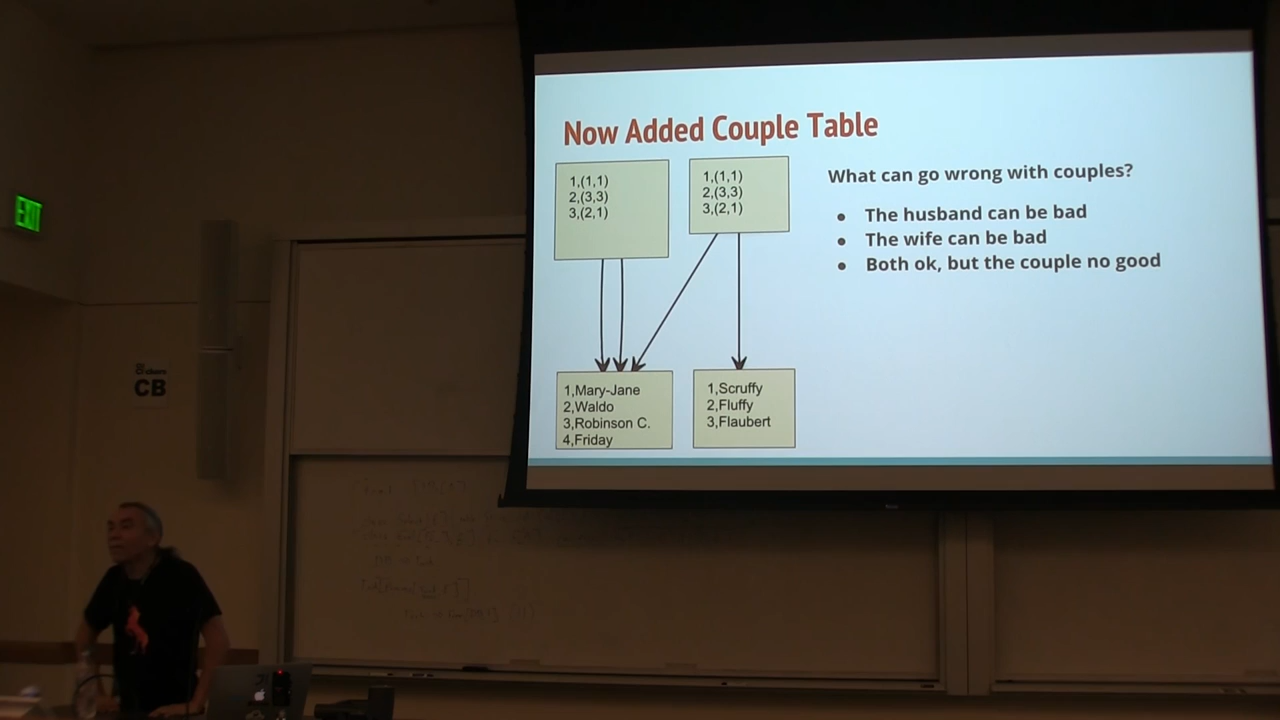 Now Added Couple Table
1,(1,1)
2,(3,3)
3,(2,1)
1,(1,1)
2,(3,3)
3,(2,1)
What can go wrong with couples?
● The husband can be bad
● The wife can be bad
● Both ok, but the couple no good
1,Mary-Jane
2,Waldo
3,Robinson C.
4,Friday
1,Scruffy
2,Fluffy
3,Flaubert
EXIT
CB